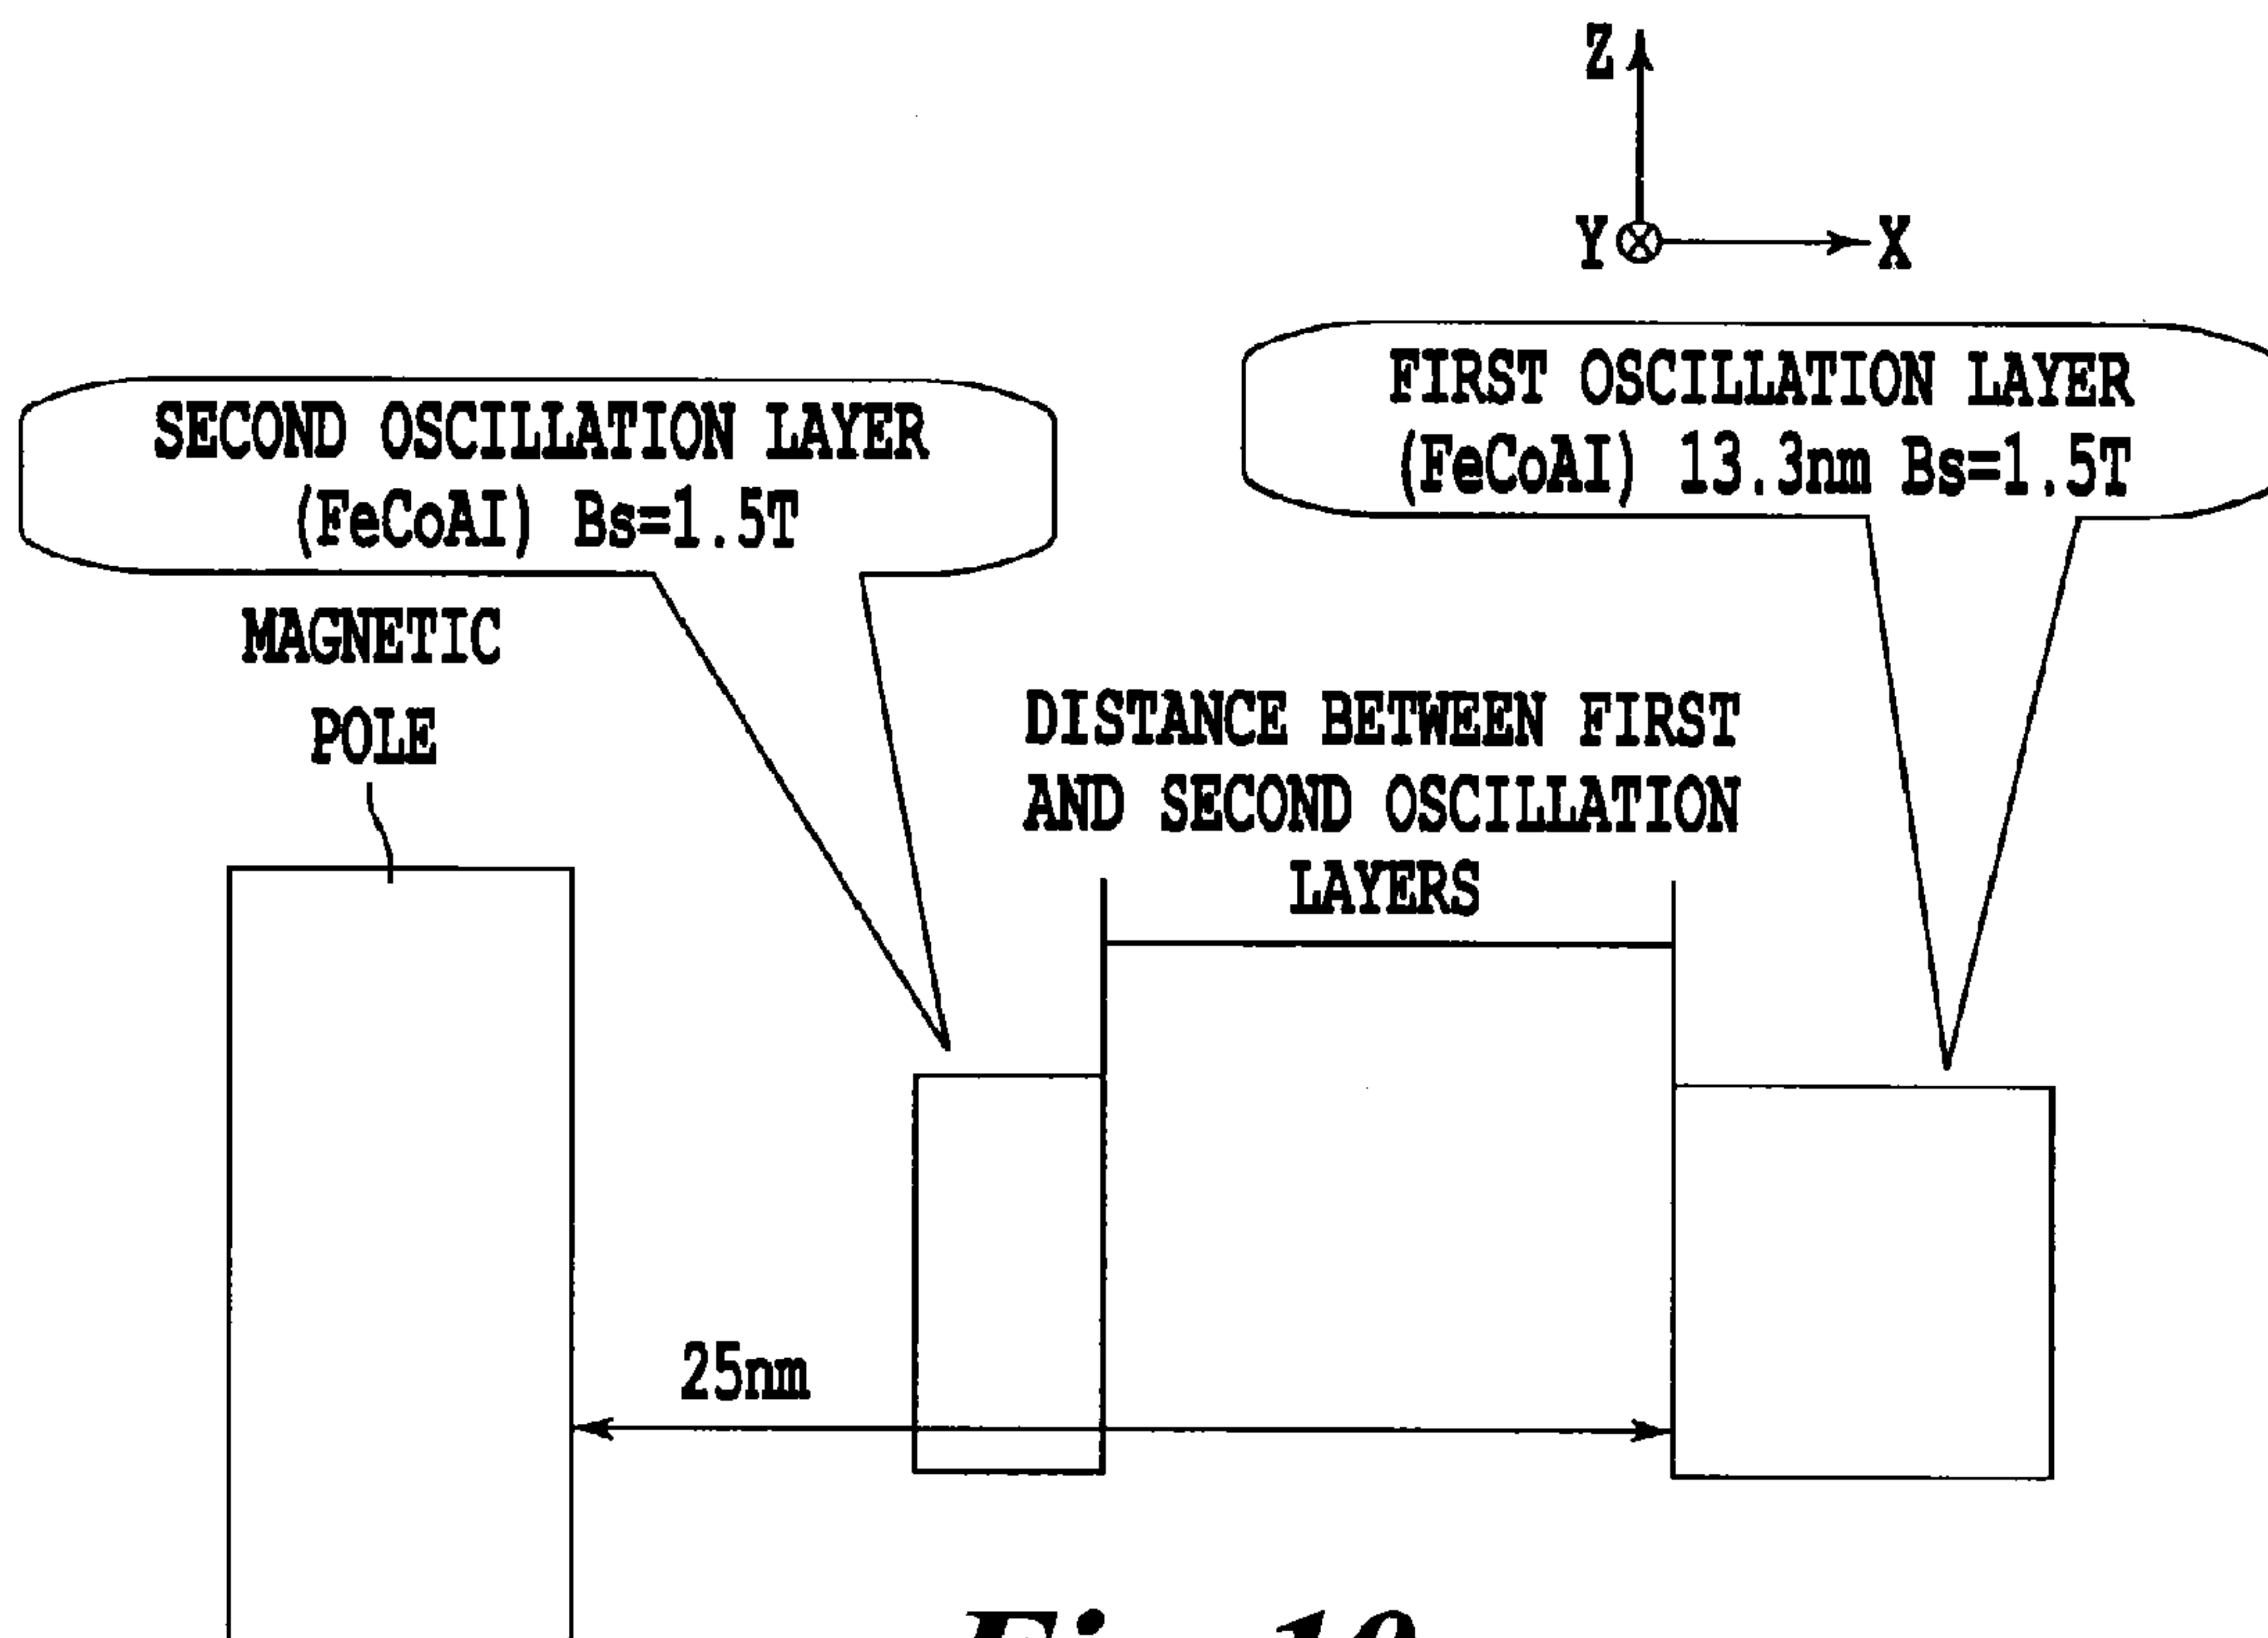 Z
Y X
FIRST OSCILLATION LAYER
(FeCoAI) 13.3nm Bs=1.5T
SECOND OSCILLATION LAYER
(FeCoAI) Bs=1.5T
MAGNETIC
POLE
DISTANCE BETWEEN FIRST
AND SECOND OSCILLATION
LAYERS
25nm